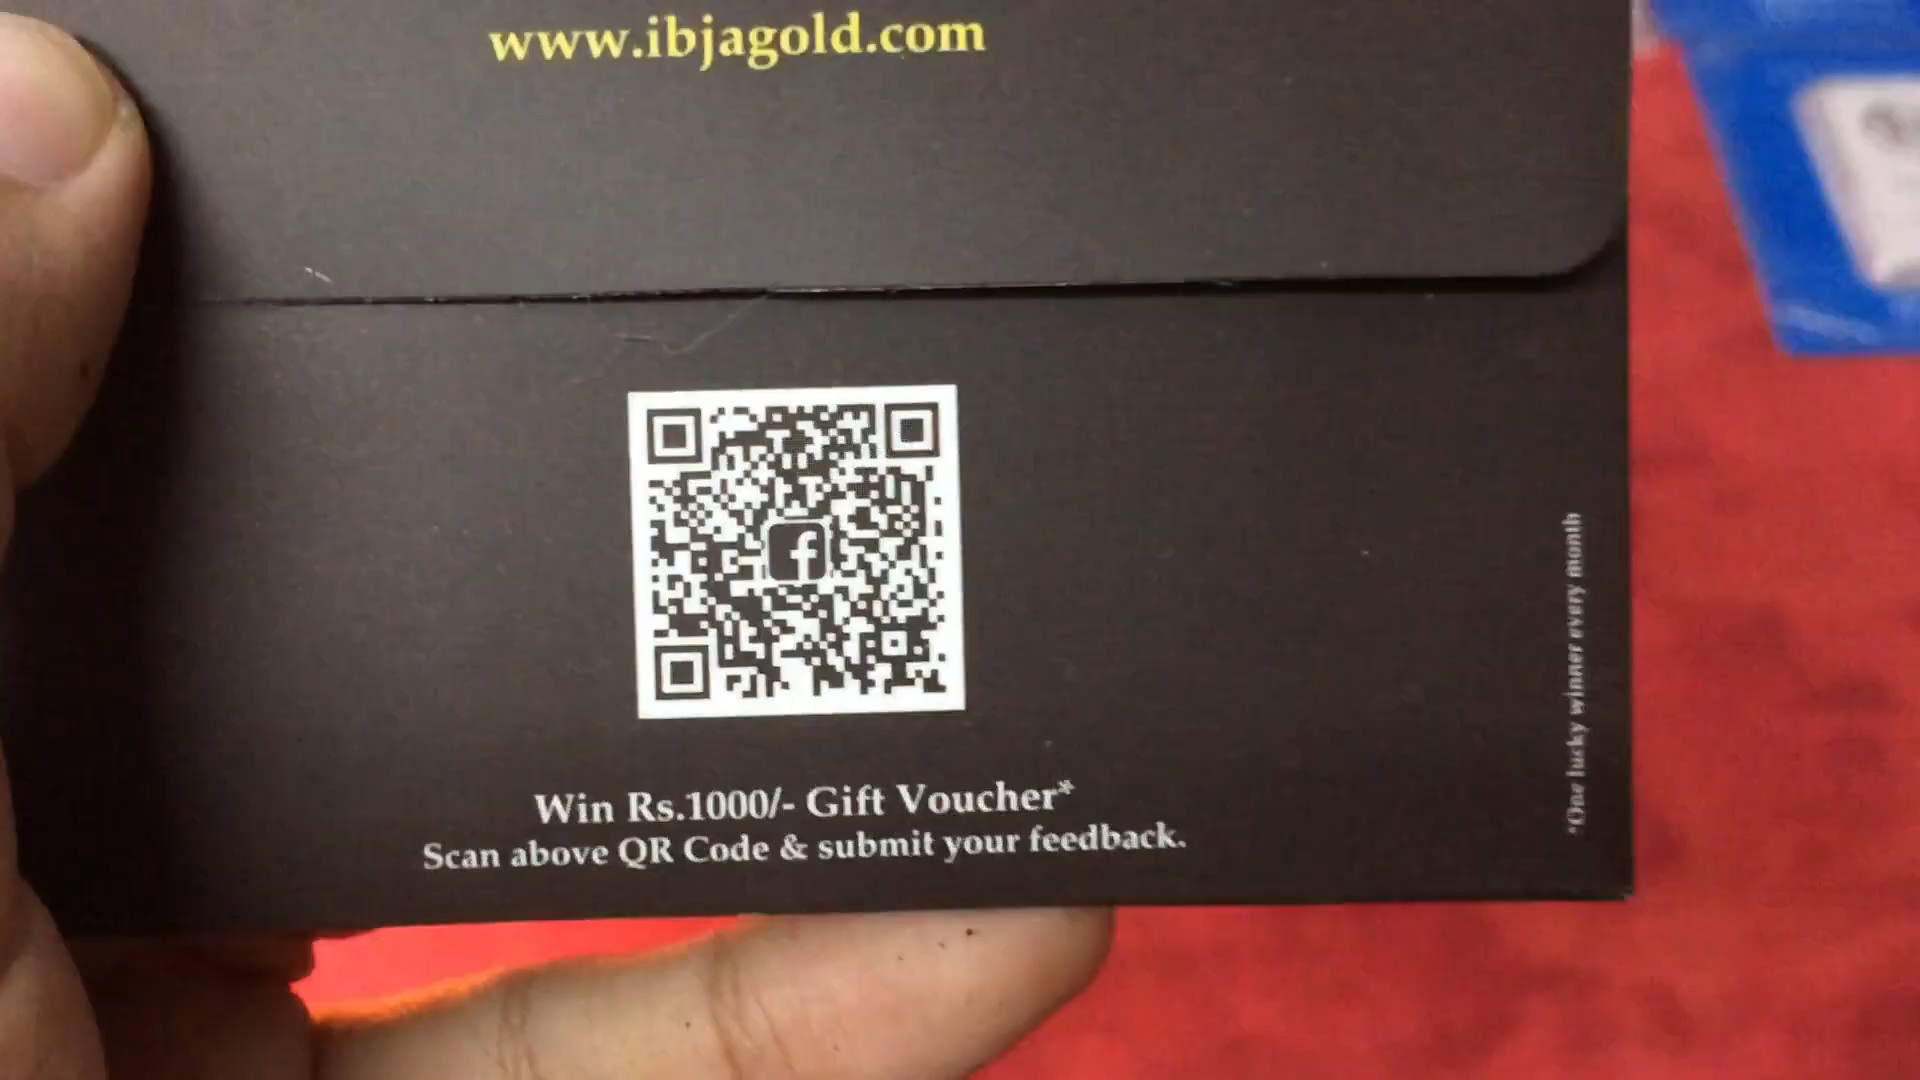 www.ibjagold.com
f
Win Rs.1000/- Gift Voucher*
Scan above QR Code & submit your feedback.
*One lucky winner every month